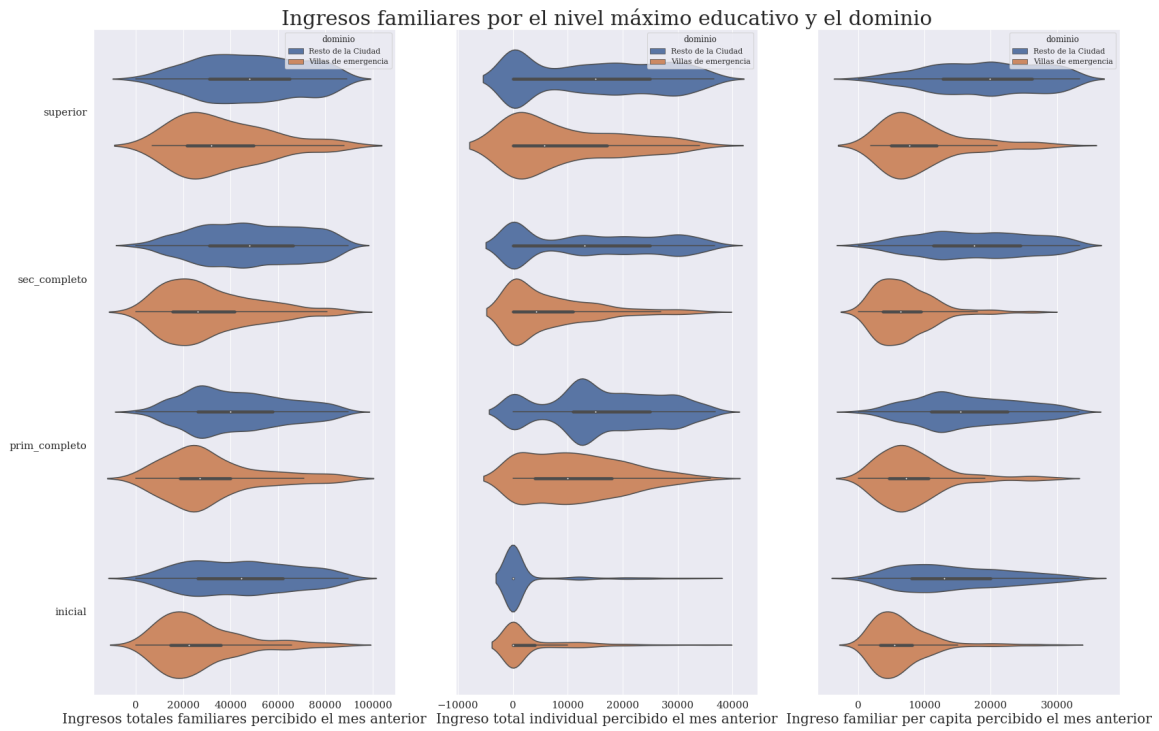 Ingresos familiares por el nivel máximo educativo y el dominio
dominio
Resto de la Ciudad
Villas de emergencia
dominio
Resto de la Ciudad
Villas de emergencia
dominio
Resto de la Ciudad
Villas de emergencia
superior
sec_completo
prim_completo
inicial
0 20000 40000 60000 80000 100000
−10000 0 10000 20000 30000 40000
0 10000 20000 30000
Ingresos totales familiares percibido el mes anterior
Ingreso total individual percibido el mes anterior
Ingreso familiar per capita percibido el mes anterior